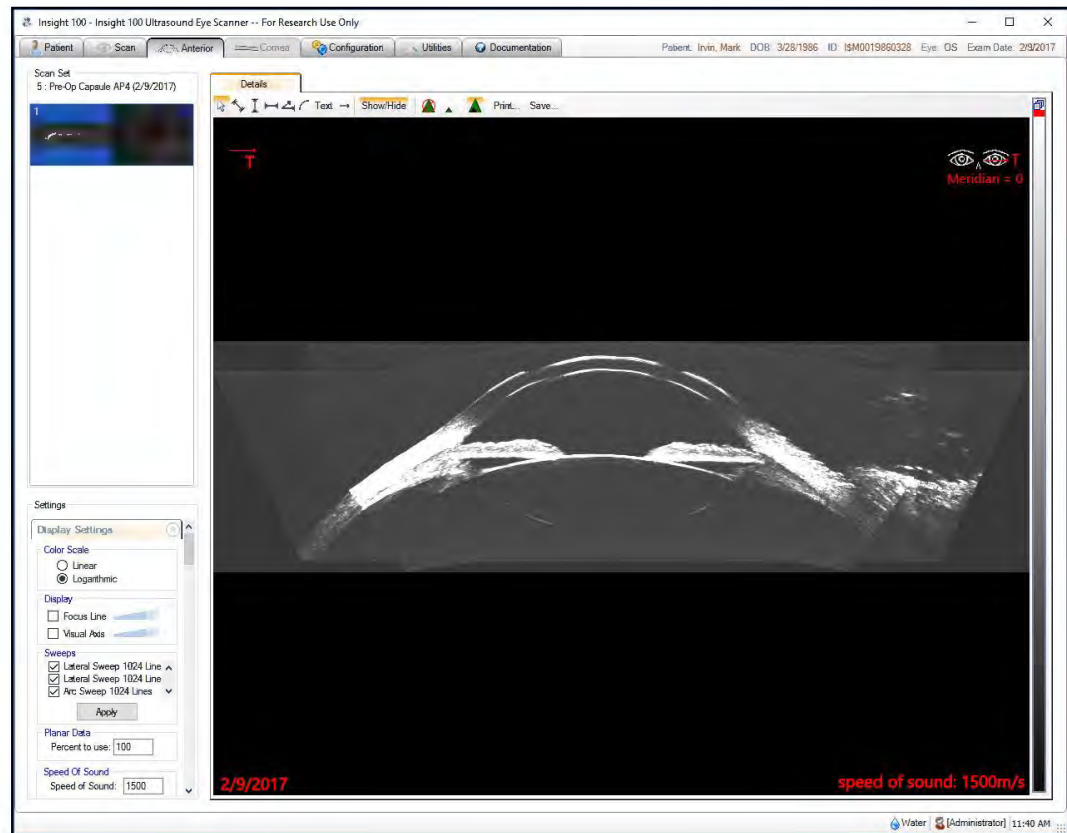 Insight 100 - Insight 100 Ultrasound Eye Scanner -- For Research Use Only
Patient Scan Anterior Cornea Configuration Utilities Documentation Patient: Irvin, Mark DOB: 3/28/1986 ID: I$M0019860328 Eye: OS Exam Date: 2/9/2017
Scan Set
5 : Pre-Op Capsule AP4 (2/9/2017)
1
Details
Text Show/Hide Print... Save...
T
T
Meridian = 0
A
Settings
Display Settings
Color Scale
Linear
Logarithmic
Display
Focus Line
Visual Axis
Sweeps
Lateral Sweep 1024 Line
Lateral Sweep 1024 Line
Arc Sweep 1024 Lines
Apply
Planar Data
Percent to use: 100
Speed Of Sound
Speed of Sound: 1500
2/9/2017
speed of sound: 1500m/s
Water [Administrator] 11:40 AM